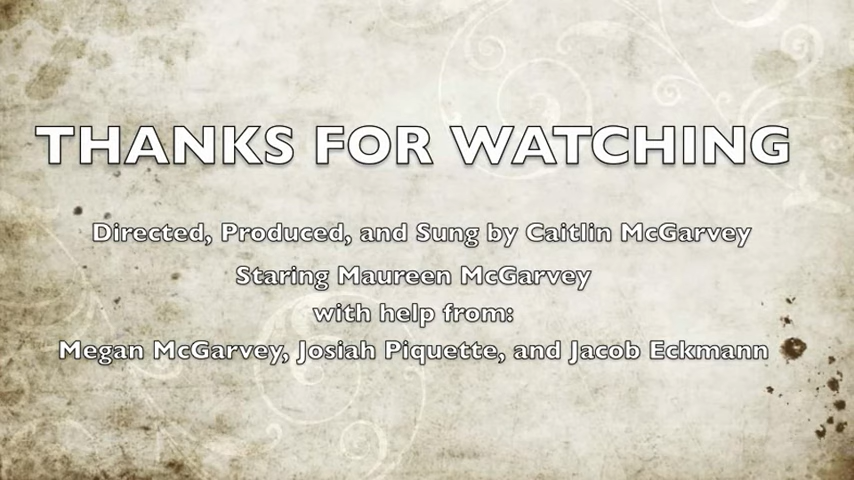 THANKS FOR WATCHING
Directed, Produced, and Sung by Caitlin McGarvey
Staring Maureen McGarvey
with help from:
Megan McGarvey, Josiah Piquette, and Jacob Eckmann